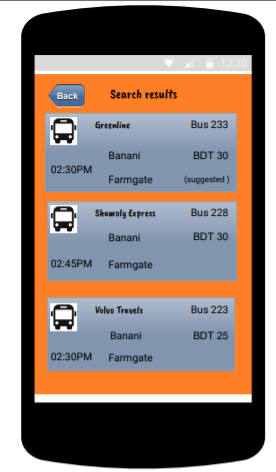 12:30
Back
Search results
Greenline Bus 233
Banani BDT 30
02:30PM
Farmgate (suggested )
Shamoly Express Bus 228
Banani BDT 30
02:45PM Farmgate
Volvo Travels Bus 223
Banani BDT 25
02:30PM Farmgate